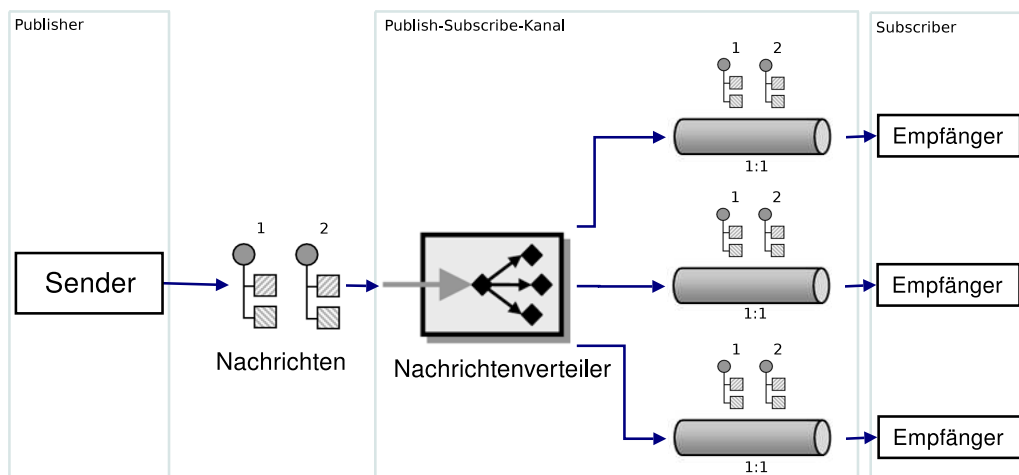 Publisher
Publish-Subscribe-Kanal
Subscriber
1 2
Empfänger
1:1
1 2
Sender
Nachrichten
Nachrichtenverteiler
1 2
Empfänger
1:1
1 2
Empfänger
1:1